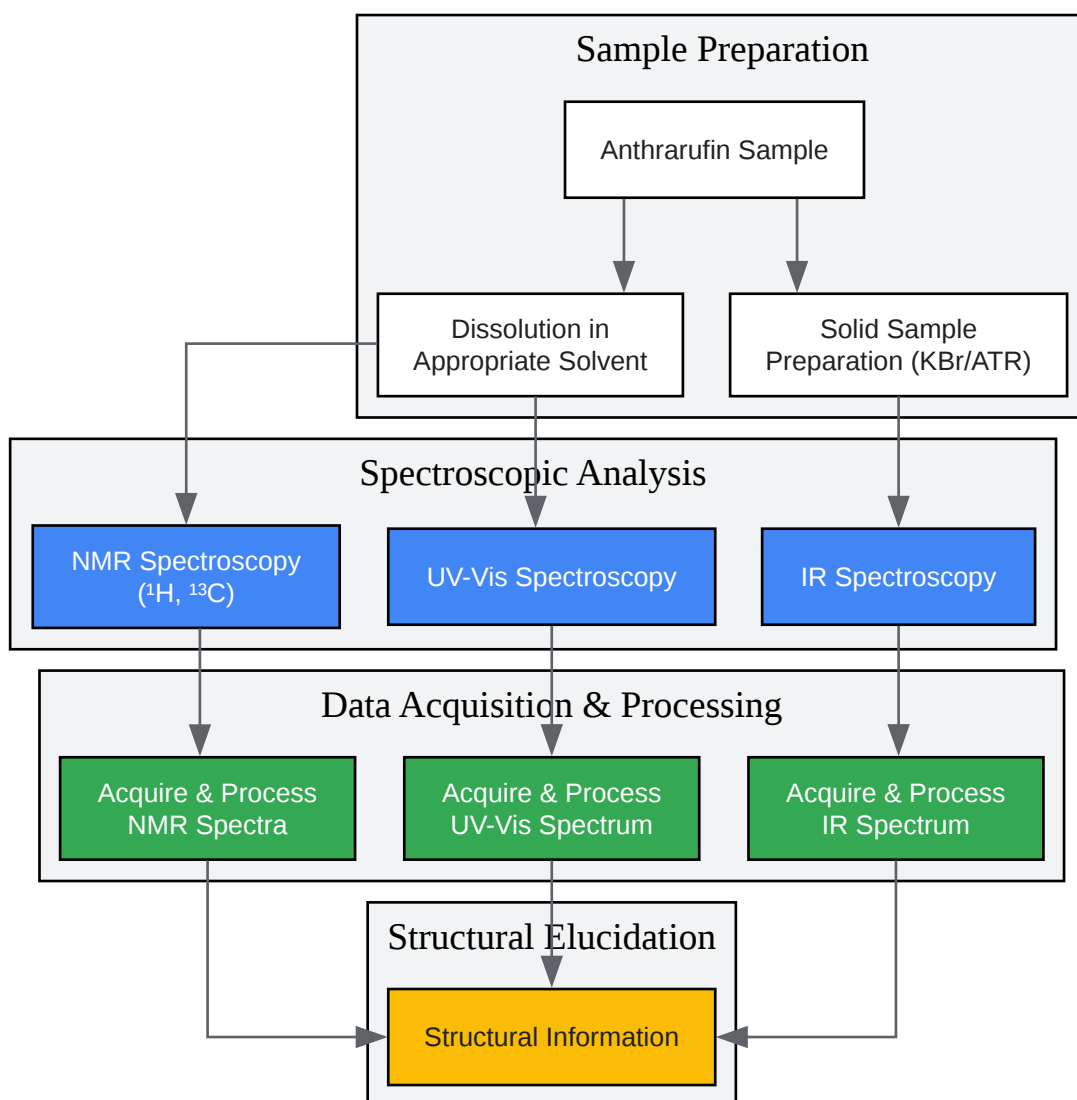 Sample Preparation
Anthrarufin Sample
Dissolution in
Appropriate Solvent
Solid Sample
Preparation (KBr/ATR)
Spectroscopic Analysis
NMR Spectroscopy
(¹H, ¹³C)
UV-Vis Spectroscopy
IR Spectroscopy
Data Acquisition & Processing
Acquire & Process
NMR Spectra
Acquire & Process
UV-Vis Spectrum
Acquire & Process
IR Spectrum
Structural Elucidation
Structural Information